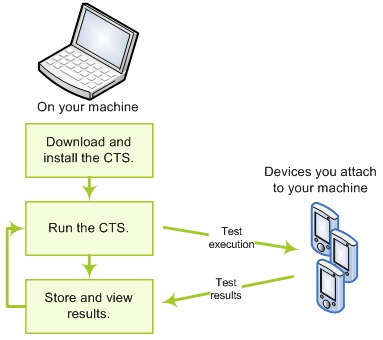 On your machine
Download and
install the CTS.
Devices you attach
to your machine
Run the CTS.
Test
execution
Test
results
Store and view
results.